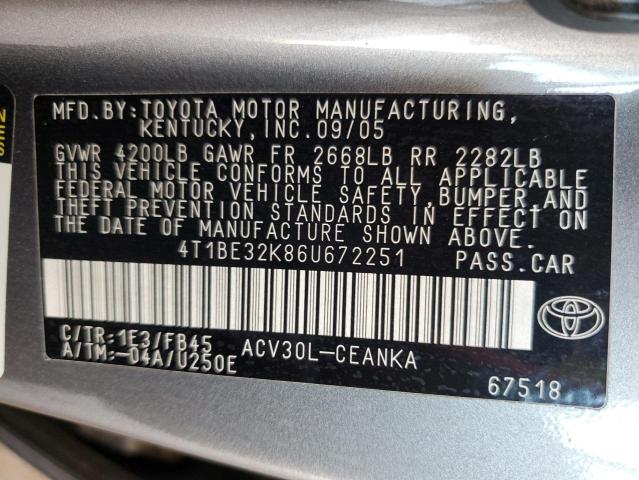 MFD.BY:TOYOTA MOTOR MANUFACTURING,
KENTUCKY,INC.09/05
GVWR 4200LB GAWR FR 2668LB RR 2282LB
THIS VEHICLE CONFORMS TO ALL APPLICABLE
FEDERAL MOTOR VEHICLE SAFETY,BUMPER,AND
THEFT PREVENTION STANDARDS IN EFFECT ON
THE DATE OF MANUFACTURE SHOWN ABOVE.
4T1BE32K86U672251 PASS.CAR
C/TR:1E3/FB45
A/TM:-04A/U250E
ACV30L-CEANKA
67518